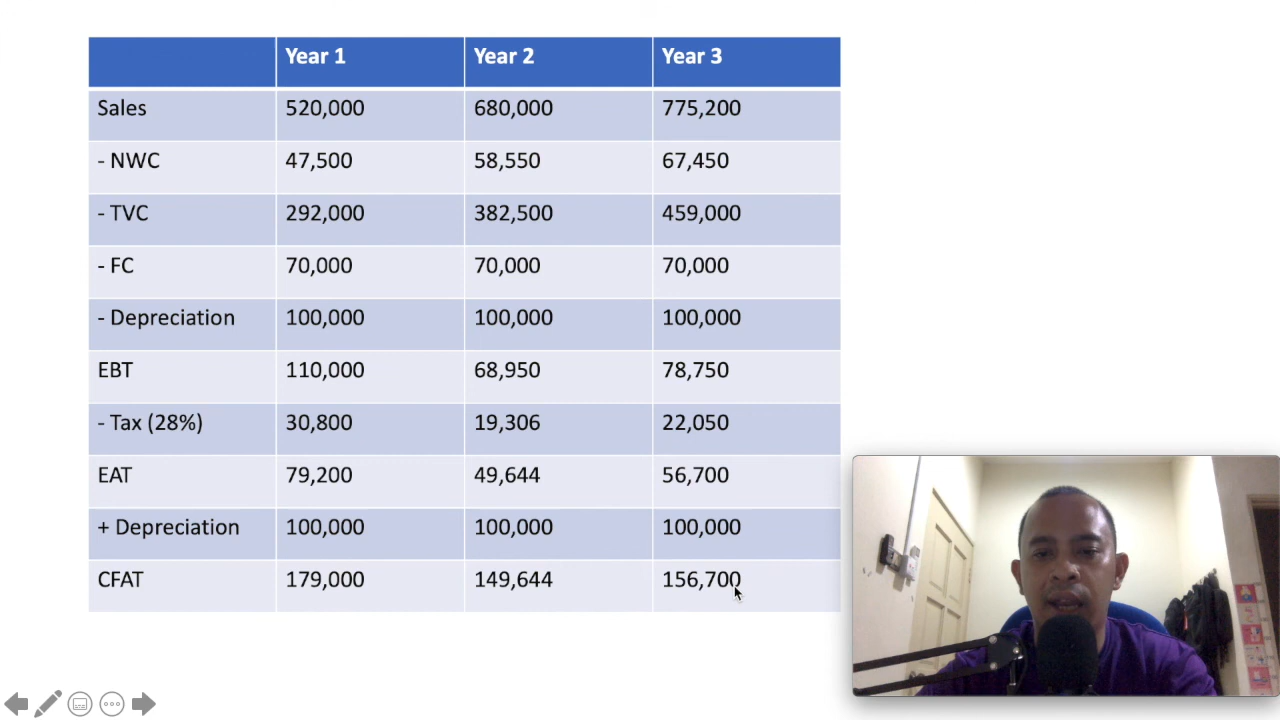 Year 1 Year 2 Year 3
Sales 520,000 680,000 775,200
- NWC 47,500 58,550 67,450
- TVC 292,000 382,500 459,000
- FC 70,000 70,000 70,000
- Depreciation 100,000 100,000 100,000
EBT 110,000 68,950 78,750
- Tax (28%) 30,800 19,306 22,050
EAT 79,200 49,644 56,700
+ Depreciation 100,000 100,000 100,000
CFAT 179,000 149,644 156,700